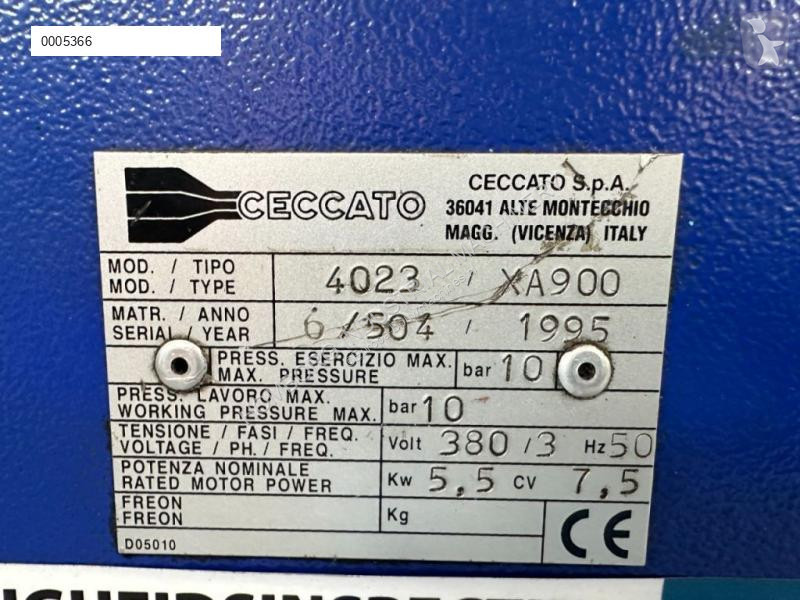 0005366
CECCATO
CECCATO S.p.A.
36041 ALTE MONTECCHIO
MAGG. (VICENZA) ITALY
MOD. / TIPO
MOD. / TYPE
4023 / XA900
MATR. / ANNO
SERIAL / YEAR
6/504 / 1995
PRESS. ESERCIZIO MAX.
MAX. PRESSURE
bar 10
PRESS. LAVORO MAX.
WORKING PRESSURE MAX.
bar 10
TENSIONE / FASI / FREQ.
VOLTAGE / PH. / FREQ.
Volt 380 / 3 Hz 50
POTENZA NOMINALE
RATED MOTOR POWER
Kw 5,5 CV 7,5
FREON
FREON
Kg
D05010
CE